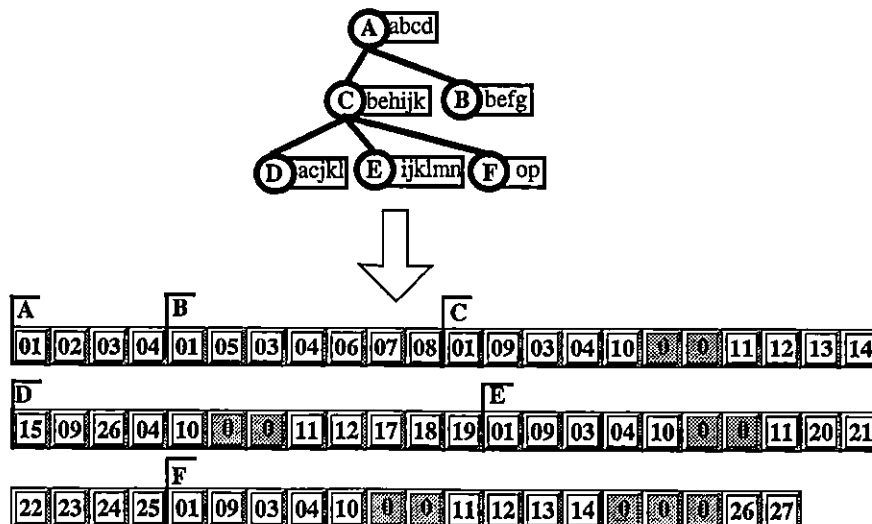 A abcd
C behijk B befg
D acjkl E ijklmn F op
A B C
01 02 03 04 01 05 03 04 06 07 08 01 09 03 04 10 0 0 11 12 13 14
D E
15 09 26 04 10 0 0 11 12 17 18 19 01 09 03 04 10 0 0 11 20 21
F
22 23 24 25 01 09 03 04 10 0 0 11 12 13 14 0 0 0 26 27